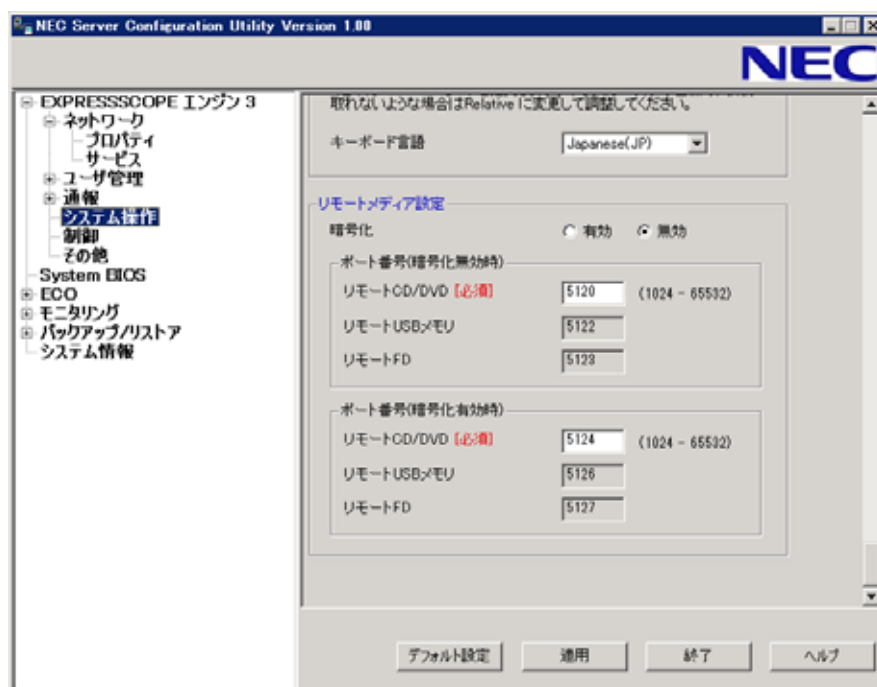 NEC Server Configuration Utility Version 1.00
NEC
EXPRESSSCOPE エンジン 3
ネットワーク
プロパティ
サービス
ユーザ管理
通報
システム操作
制御
その他
System BIOS
ECO
モニタリング
バックアップ/リストア
システム情報
取れないような場合はRelative に変更して調整してください。
キーボード言語 Japanese(JP)
リモートメディア設定
暗号化 有効 無効
ポート番号(暗号化無効時)
リモートCD/DVD [必須] 5120 (1024 - 65532)
リモートUSBメモリ 5122
リモートFD 5123
ポート番号(暗号化有効時)
リモートCD/DVD [必須] 5124 (1024 - 65532)
リモートUSBメモリ 5126
リモートFD 5127
デフォルト設定 適用 終了 ヘルプ